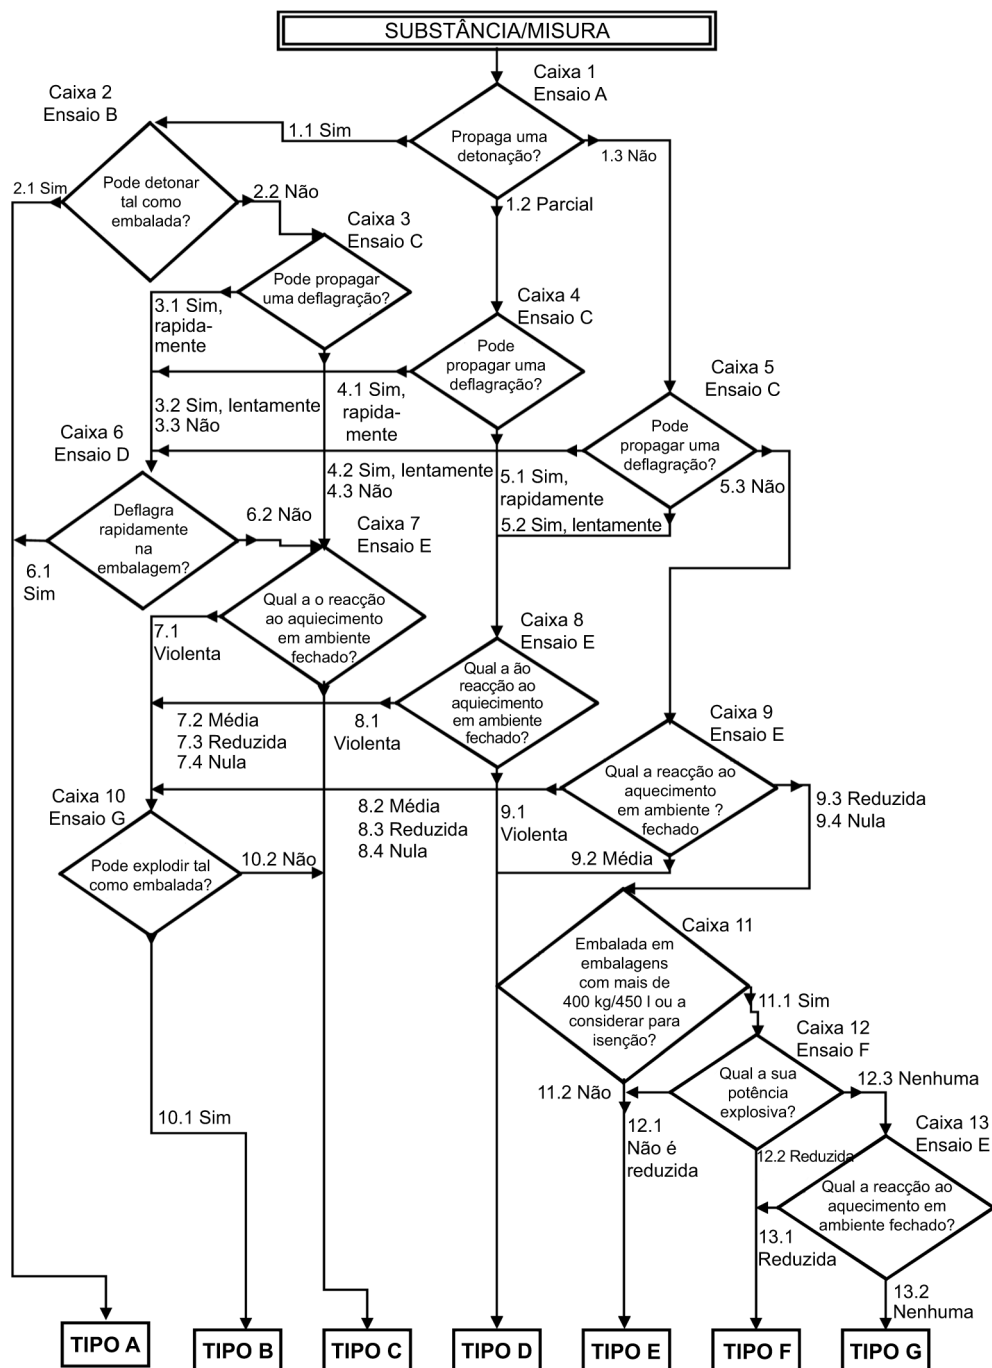 SUBSTÂNCIA/MISURA
Caixa 1
Ensaio A
Propaga uma
detonação?
1.1 Sim
1.2 Parcial
1.3 Não
Caixa 2
Ensaio B
Pode detonar
tal como
embalada?
2.1 Sim
2.2 Não
Caixa 3
Ensaio C
Pode propagar
uma deflagração?
3.1 Sim,
rapida-
mente
3.2 Sim, lentamente
3.3 Não
Caixa 4
Ensaio C
Pode
propagar uma
deflagração?
4.1 Sim,
rapida-
mente
4.2 Sim, lentamente
4.3 Não
Caixa 5
Ensaio C
Pode
propagar uma
deflagração?
5.1 Sim,
rapidamente
5.2 Sim, lentamente
5.3 Não
Caixa 6
Ensaio D
Deflagra
rapidamente
na
embalagem?
6.1
Sim
6.2 Não
Caixa 7
Ensaio E
Qual a o reacção
ao aquiecimento
em ambiente
fechado?
7.1
Violenta
7.2 Média
7.3 Reduzida
7.4 Nula
Caixa 8
Ensaio E
Qual a ão
reacção ao
aquiecimento
em ambiente
fechado?
8.1
Violenta
8.2 Média
8.3 Reduzida
8.4 Nula
Caixa 9
Ensaio E
Qual a reacção ao
aquecimento
em ambiente ?
fechado
9.1
Violenta
9.2 Média
9.3 Reduzida
9.4 Nula
Caixa 10
Ensaio G
Pode explodir tal
como embalada?
10.2 Não
10.1 Sim
Caixa 11
Embalada em
embalagens
com mais de
400 kg/450 l ou a
considerar para
isenção?
11.1 Sim
11.2 Não
Caixa 12
Ensaio F
Qual a sua
potência
explosiva?
12.1
Não é
reduzida
12.2 Reduzida
12.3 Nenhuma
Caixa 13
Ensaio E
Qual a reacção ao
aquecimento em
ambiente fechado?
13.1
Reduzida
13.2
Nenhuma
TIPO A
TIPO B
TIPO C
TIPO D
TIPO E
TIPO F
TIPO G